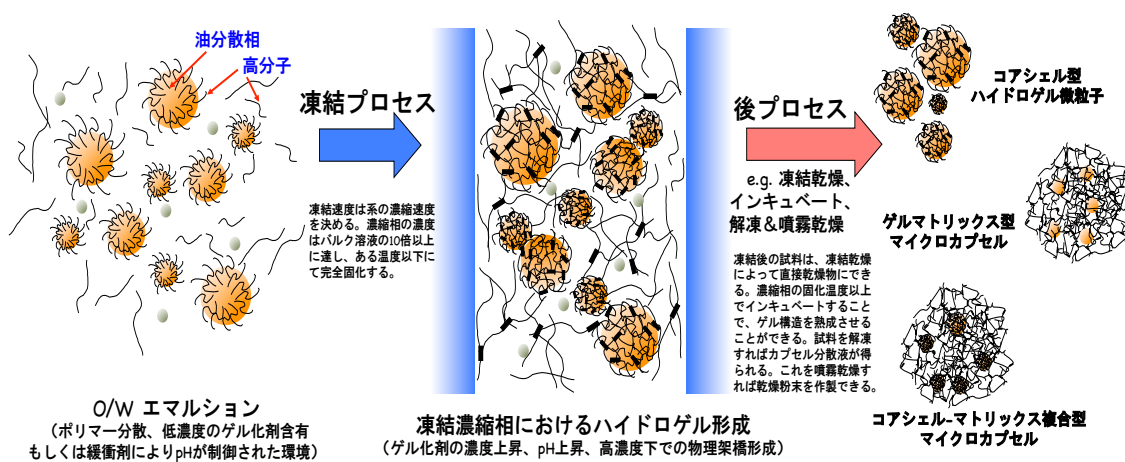 油分散相
高分子
凍結プロセス
凍結速度は系の濃縮速度
を決める。濃縮相の濃度
はバルク溶液の10倍以上
に達し、ある温度以下に
て完全固化する。
O/W エマルション
（ポリマー分散、低濃度のゲル化剤含有
もしくは緩衝剤によりpHが制御された環境）
凍結濃縮相におけるハイドロゲル形成
（ゲル化剤の濃度上昇、pH上昇、高濃度下での物理架橋形成）
後プロセス
e.g. 凍結乾燥、
インキュベート、
解凍＆噴霧乾燥
凍結後の試料は、凍結乾燥
によって直接乾燥物にでき
る。濃縮相の固化温度以上
でインキュベートすること
で、ゲル構造を熟成させる
ことができる。試料を解凍
すればカプセル分散液が得
られる。これを噴霧乾燥す
れば乾燥粉末を作製できる。
コアシェル型
ハイドロゲル微粒子
ゲルマトリックス型
マイクロカプセル
コアシェル-マトリックス複合型
マイクロカプセル